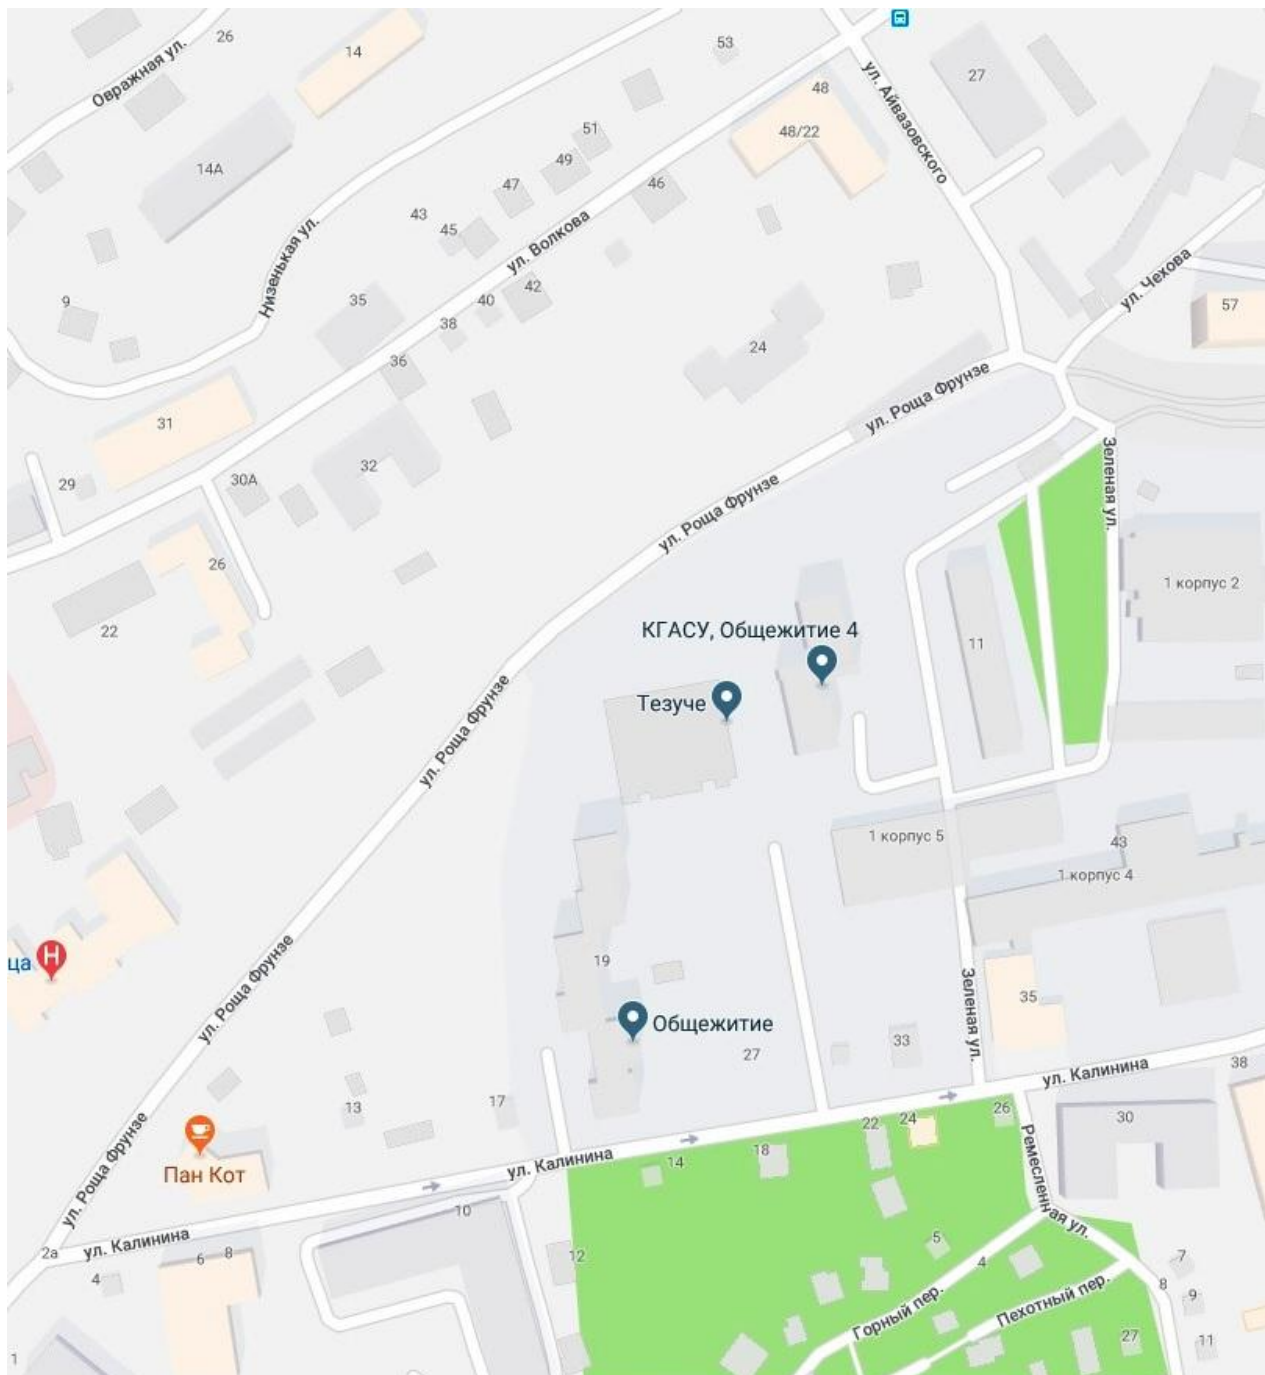 26
Овражная ул.
14
53
48
48/22
ул. Айвазовского
27
51
49
14А
47
46
43
45
Низенькая ул.
ул. Волкова
42
40
38
35
9
36
ул. Чехова
57
24
ул. Роща Фрунзе
31
32
30А
29
ул. Роща Фрунзе
Зеленая ул.
26
22
1 корпус 2
КГАСУ, Общежитие 4
11
Тезуче
ул. Роща Фрунзе
1 корпус 5
43
1 корпус 4
ца
H
ул. Роща Фрунзе
19
35
Зеленая ул.
Общежитие
27
33
ул. Калинина
38
13
17
26
30
22
24
Пан Кот
ул. Роща Фрунзе
ул. Калинина
14
18
Ремесленная ул.
10
2а
ул. Калинина
6
8
12
4
5
4
7
8
9
Горный пер.
Пехотный пер.
27
11
1